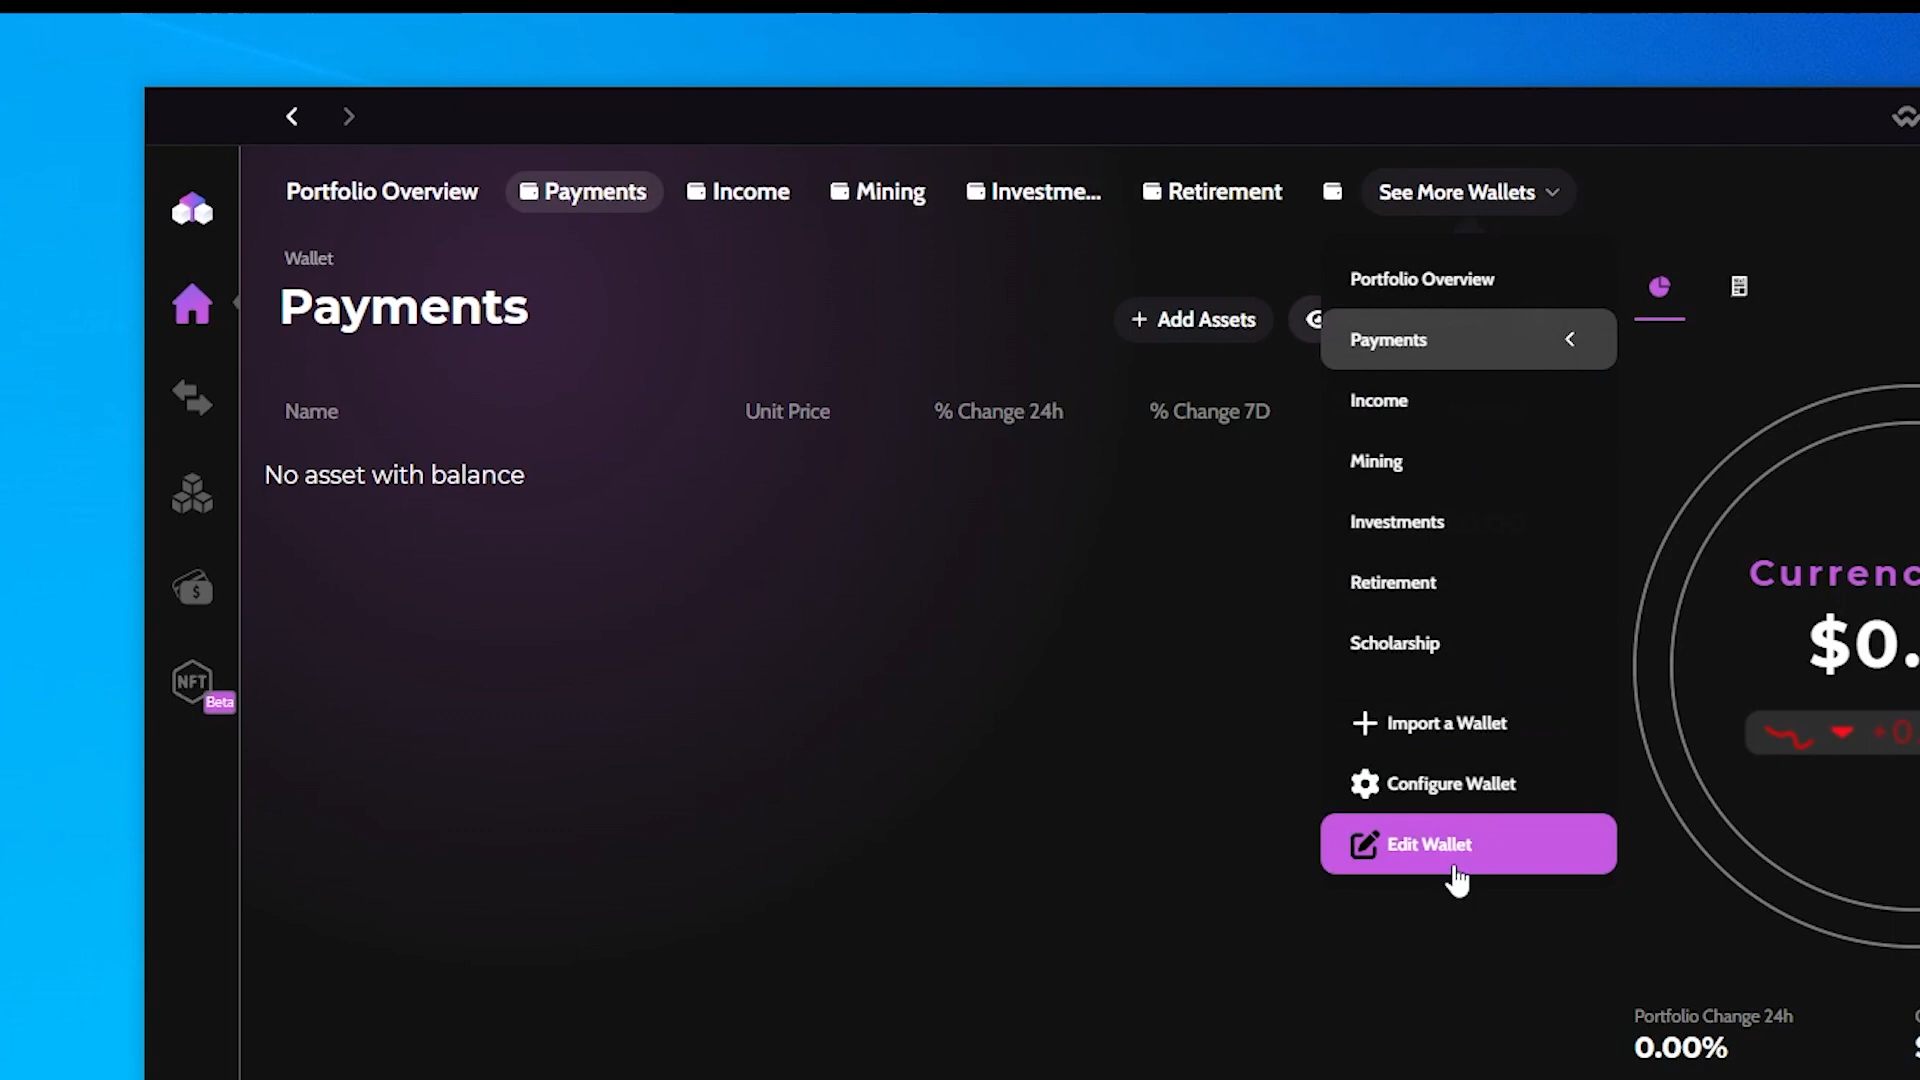 Portfolio Overview
Payments
Income
Mining
Investme...
Retirement
See More Wallets
Wallet
Payments
+ Add Assets
Name
Unit Price
% Change 24h
% Change 7D
No asset with balance
Portfolio Overview
Payments
Income
Mining
Investments
Retirement
Scholarship
Import a Wallet
Configure Wallet
Edit Wallet
NFT
Beta
Currenc
$0.
+0.
Portfolio Change 24h
0.00%